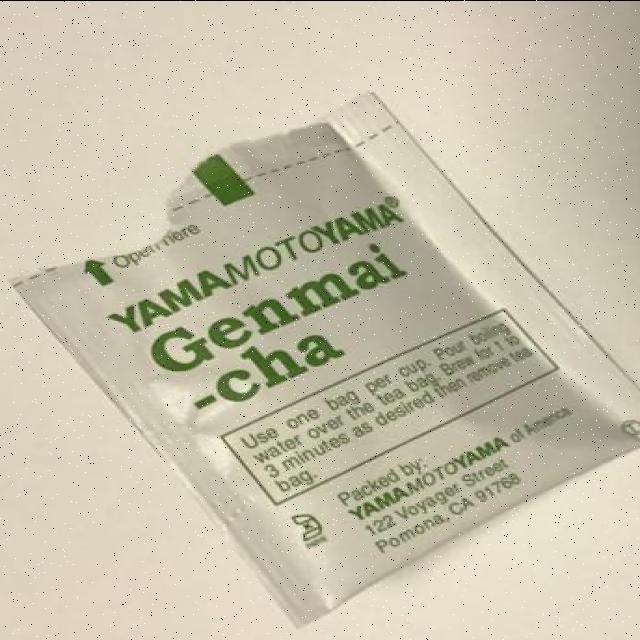 Open here
YAMAMOTOYAMA®
Genmai
-cha
Use one bag per cup. Pour boiling
water over the tea bag. Brew for 1 to
3 minutes as desired then remove tea
bag.
Packed by:
YAMAMOTOYAMA of America
122 Voyager Street
Pomona, CA 91768